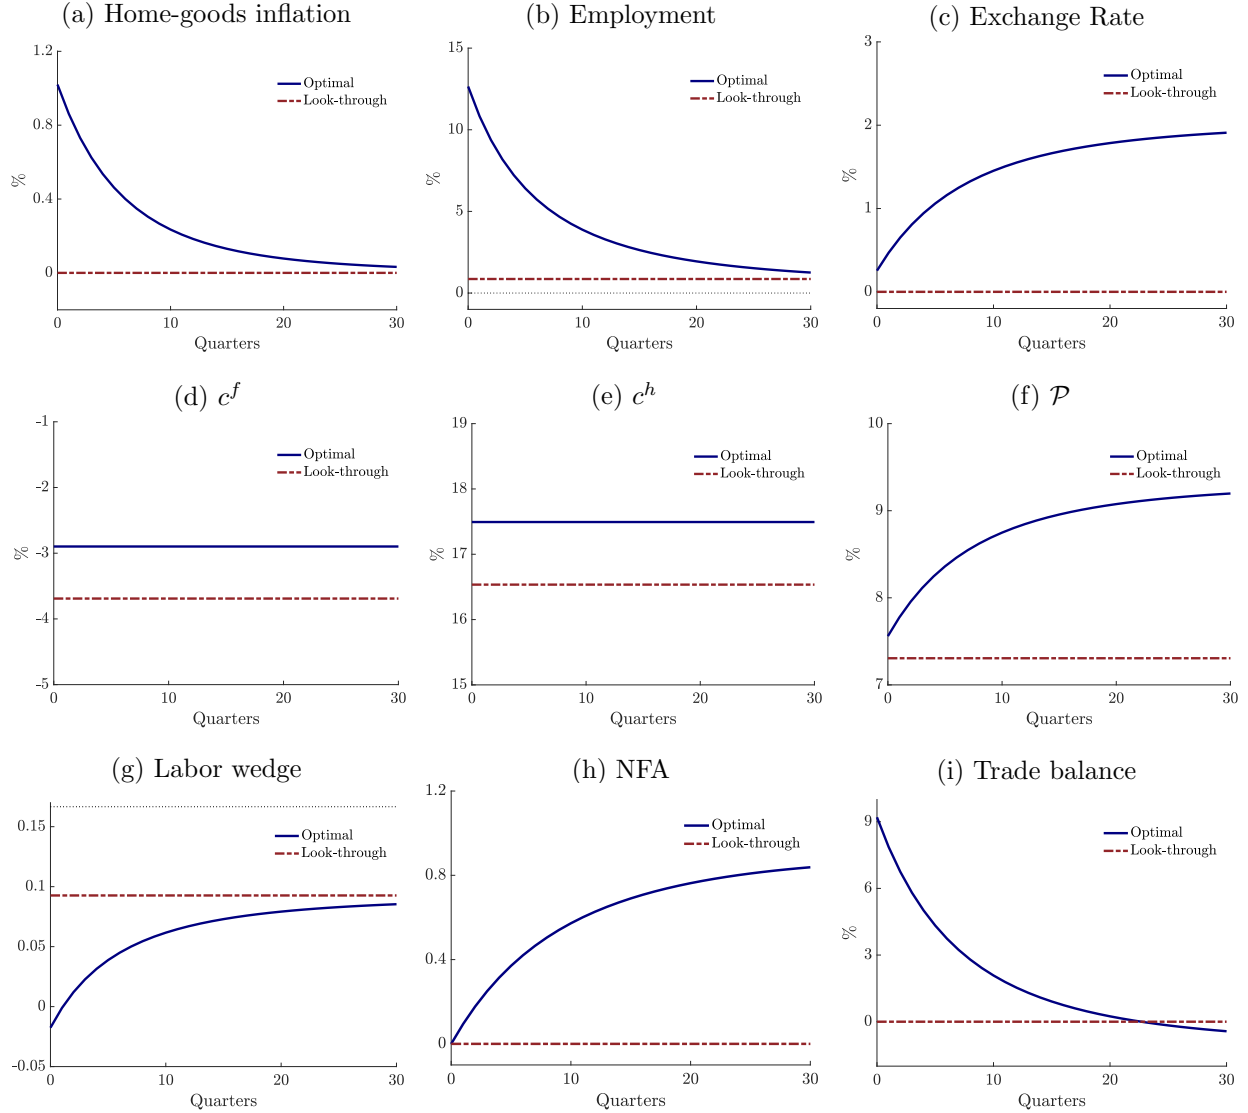 (a) Home-goods inflation
1.2
0.8
0.4
0
%
Optimal
Look-through
0
10
20
30
Quarters
(b) Employment
15
10
5
0
%
Optimal
Look-through
0
10
20
30
Quarters
(c) Exchange Rate
3
2
1
0
%
Optimal
Look-through
0
10
20
30
Quarters
(d) c^f
-1
-2
-3
-4
-5
%
Optimal
Look-through
0
10
20
30
Quarters
(e) c^h
19
18
17
16
15
%
Optimal
Look-through
0
10
20
30
Quarters
(f) 𝒫
10
9
8
7
%
Optimal
Look-through
0
10
20
30
Quarters
(g) Labor wedge
0.15
0.1
0.05
0
-0.05
Optimal
Look-through
0
10
20
30
Quarters
(h) NFA
1.2
0.8
0.4
0
Optimal
Look-through
0
10
20
30
Quarters
(i) Trade balance
9
6
3
0
%
Optimal
Look-through
0
10
20
30
Quarters